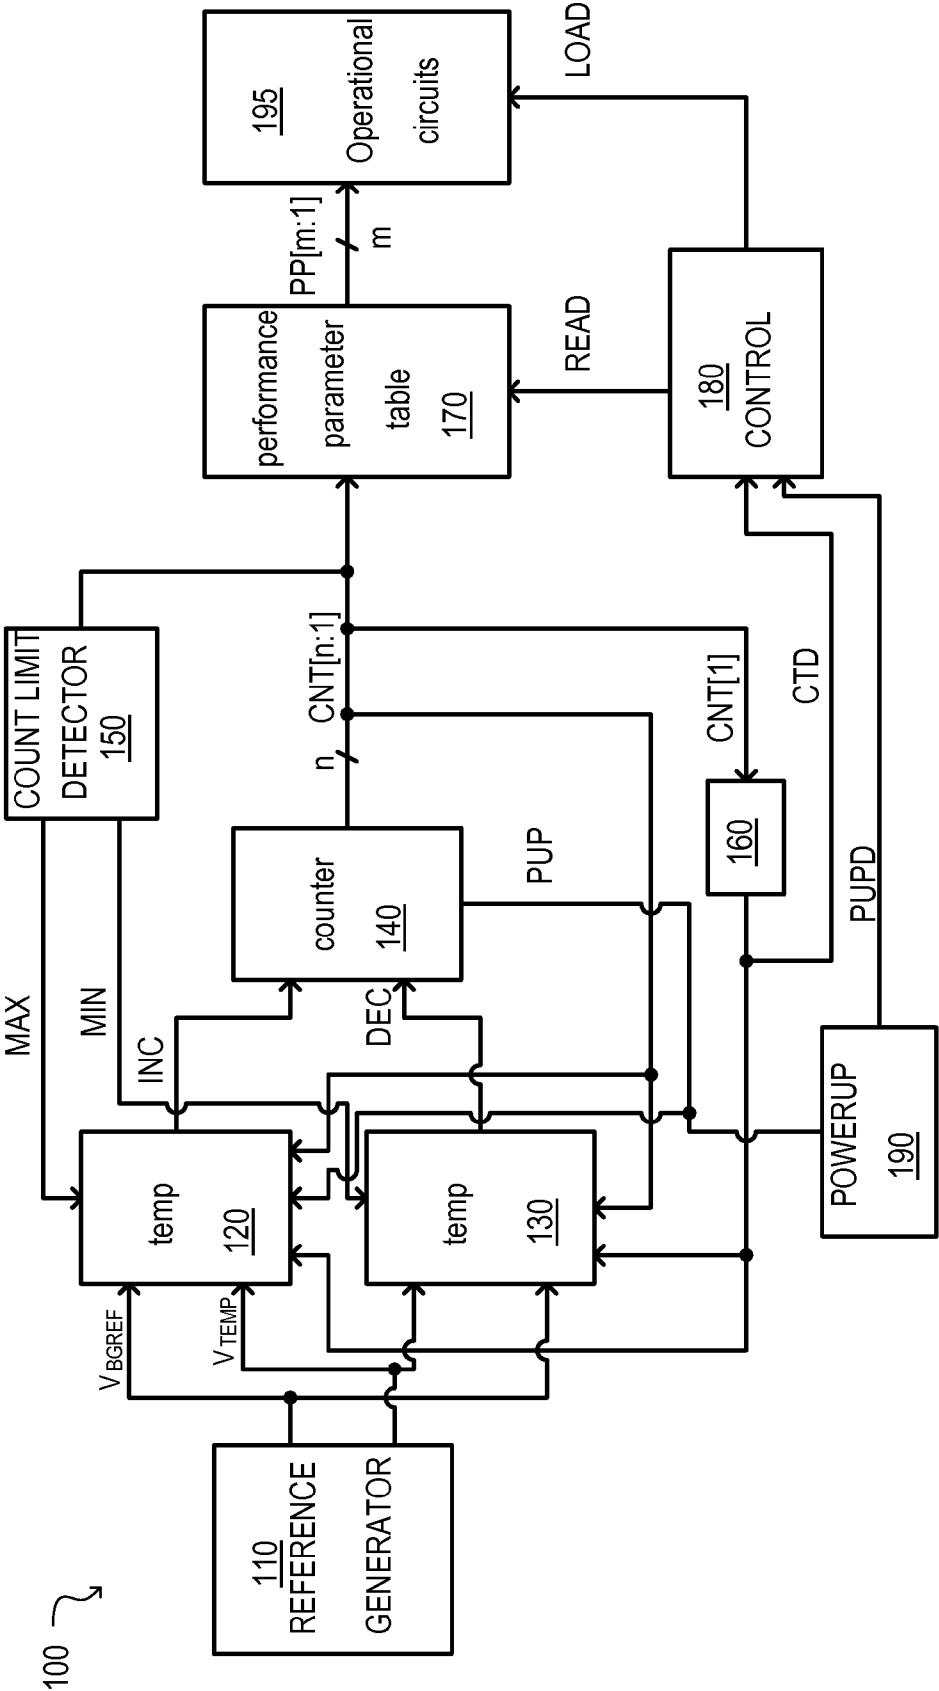 100
110
REFERENCE
GENERATOR
V BGREF
V TEMP
temp
120
temp
130
MAX
MIN
INC
DEC
COUNT LIMIT
DETECTOR
150
counter
140
PUP
n
CNT[n:1]
CNT[1]
160
CTD
PUPD
POWERUP
190
performance
parameter
table
170
READ
180
CONTROL
PP[m:1]
m
195
Operational
circuits
LOAD